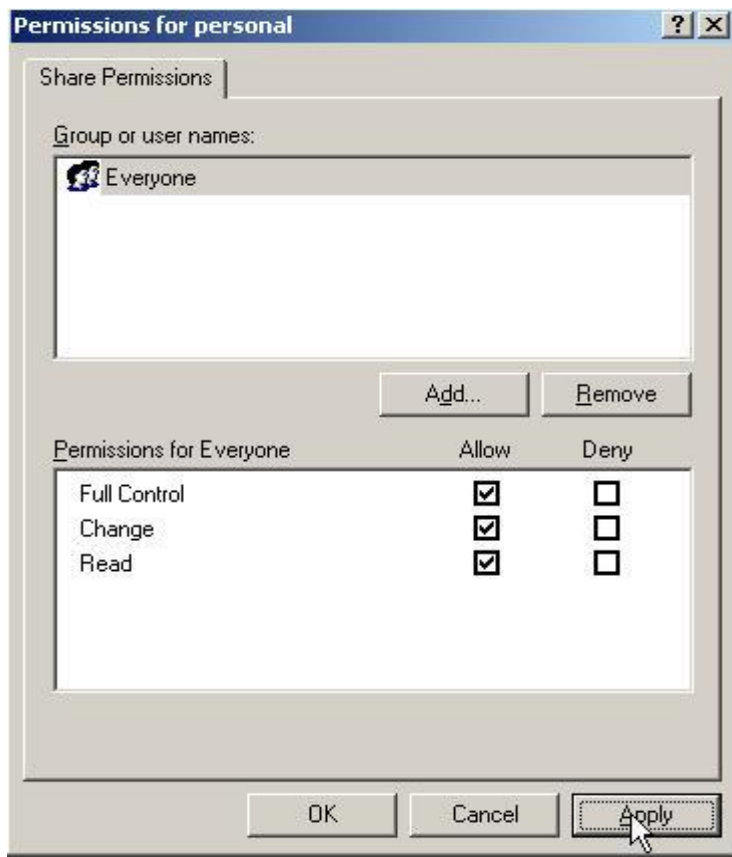 Permissions for personal
Share Permissions
Group or user names:
Everyone
Add... Remove
Permissions for Everyone Allow Deny
Full Control
Change
Read
OK Cancel Apply